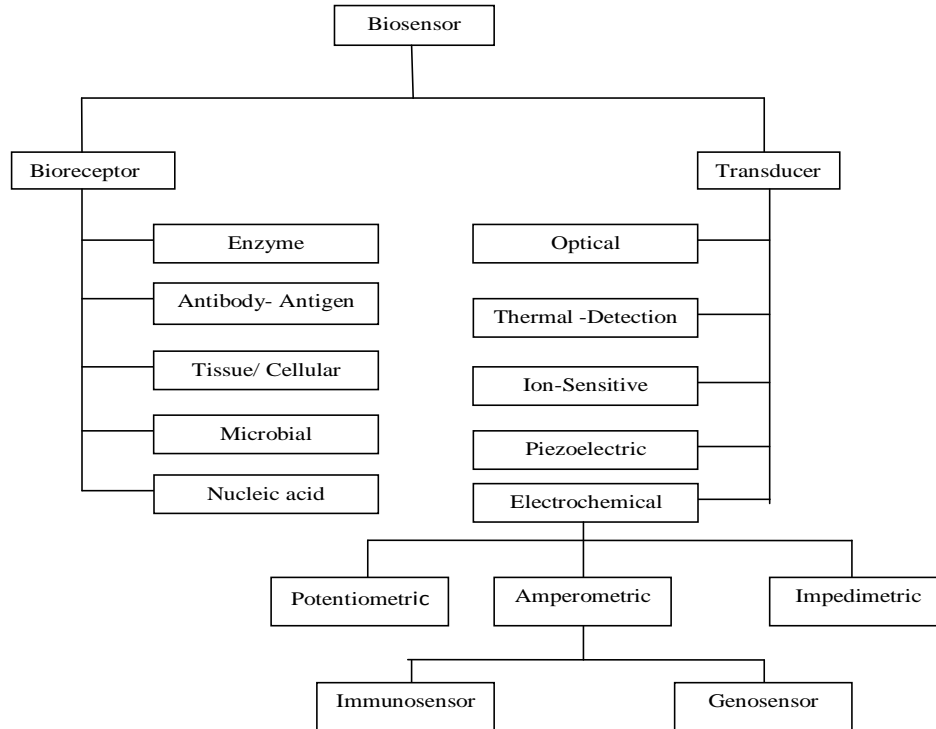 Biosensor
Bioreceptor
Transducer
Enzyme
Optical
Antibody- Antigen
Thermal -Detection
Tissue/ Cellular
Ion-Sensitive
Microbial
Piezoelectric
Nucleic acid
Electrochemical
Potentiometric
Amperometric
Impedimetric
Immunosensor
Genosensor